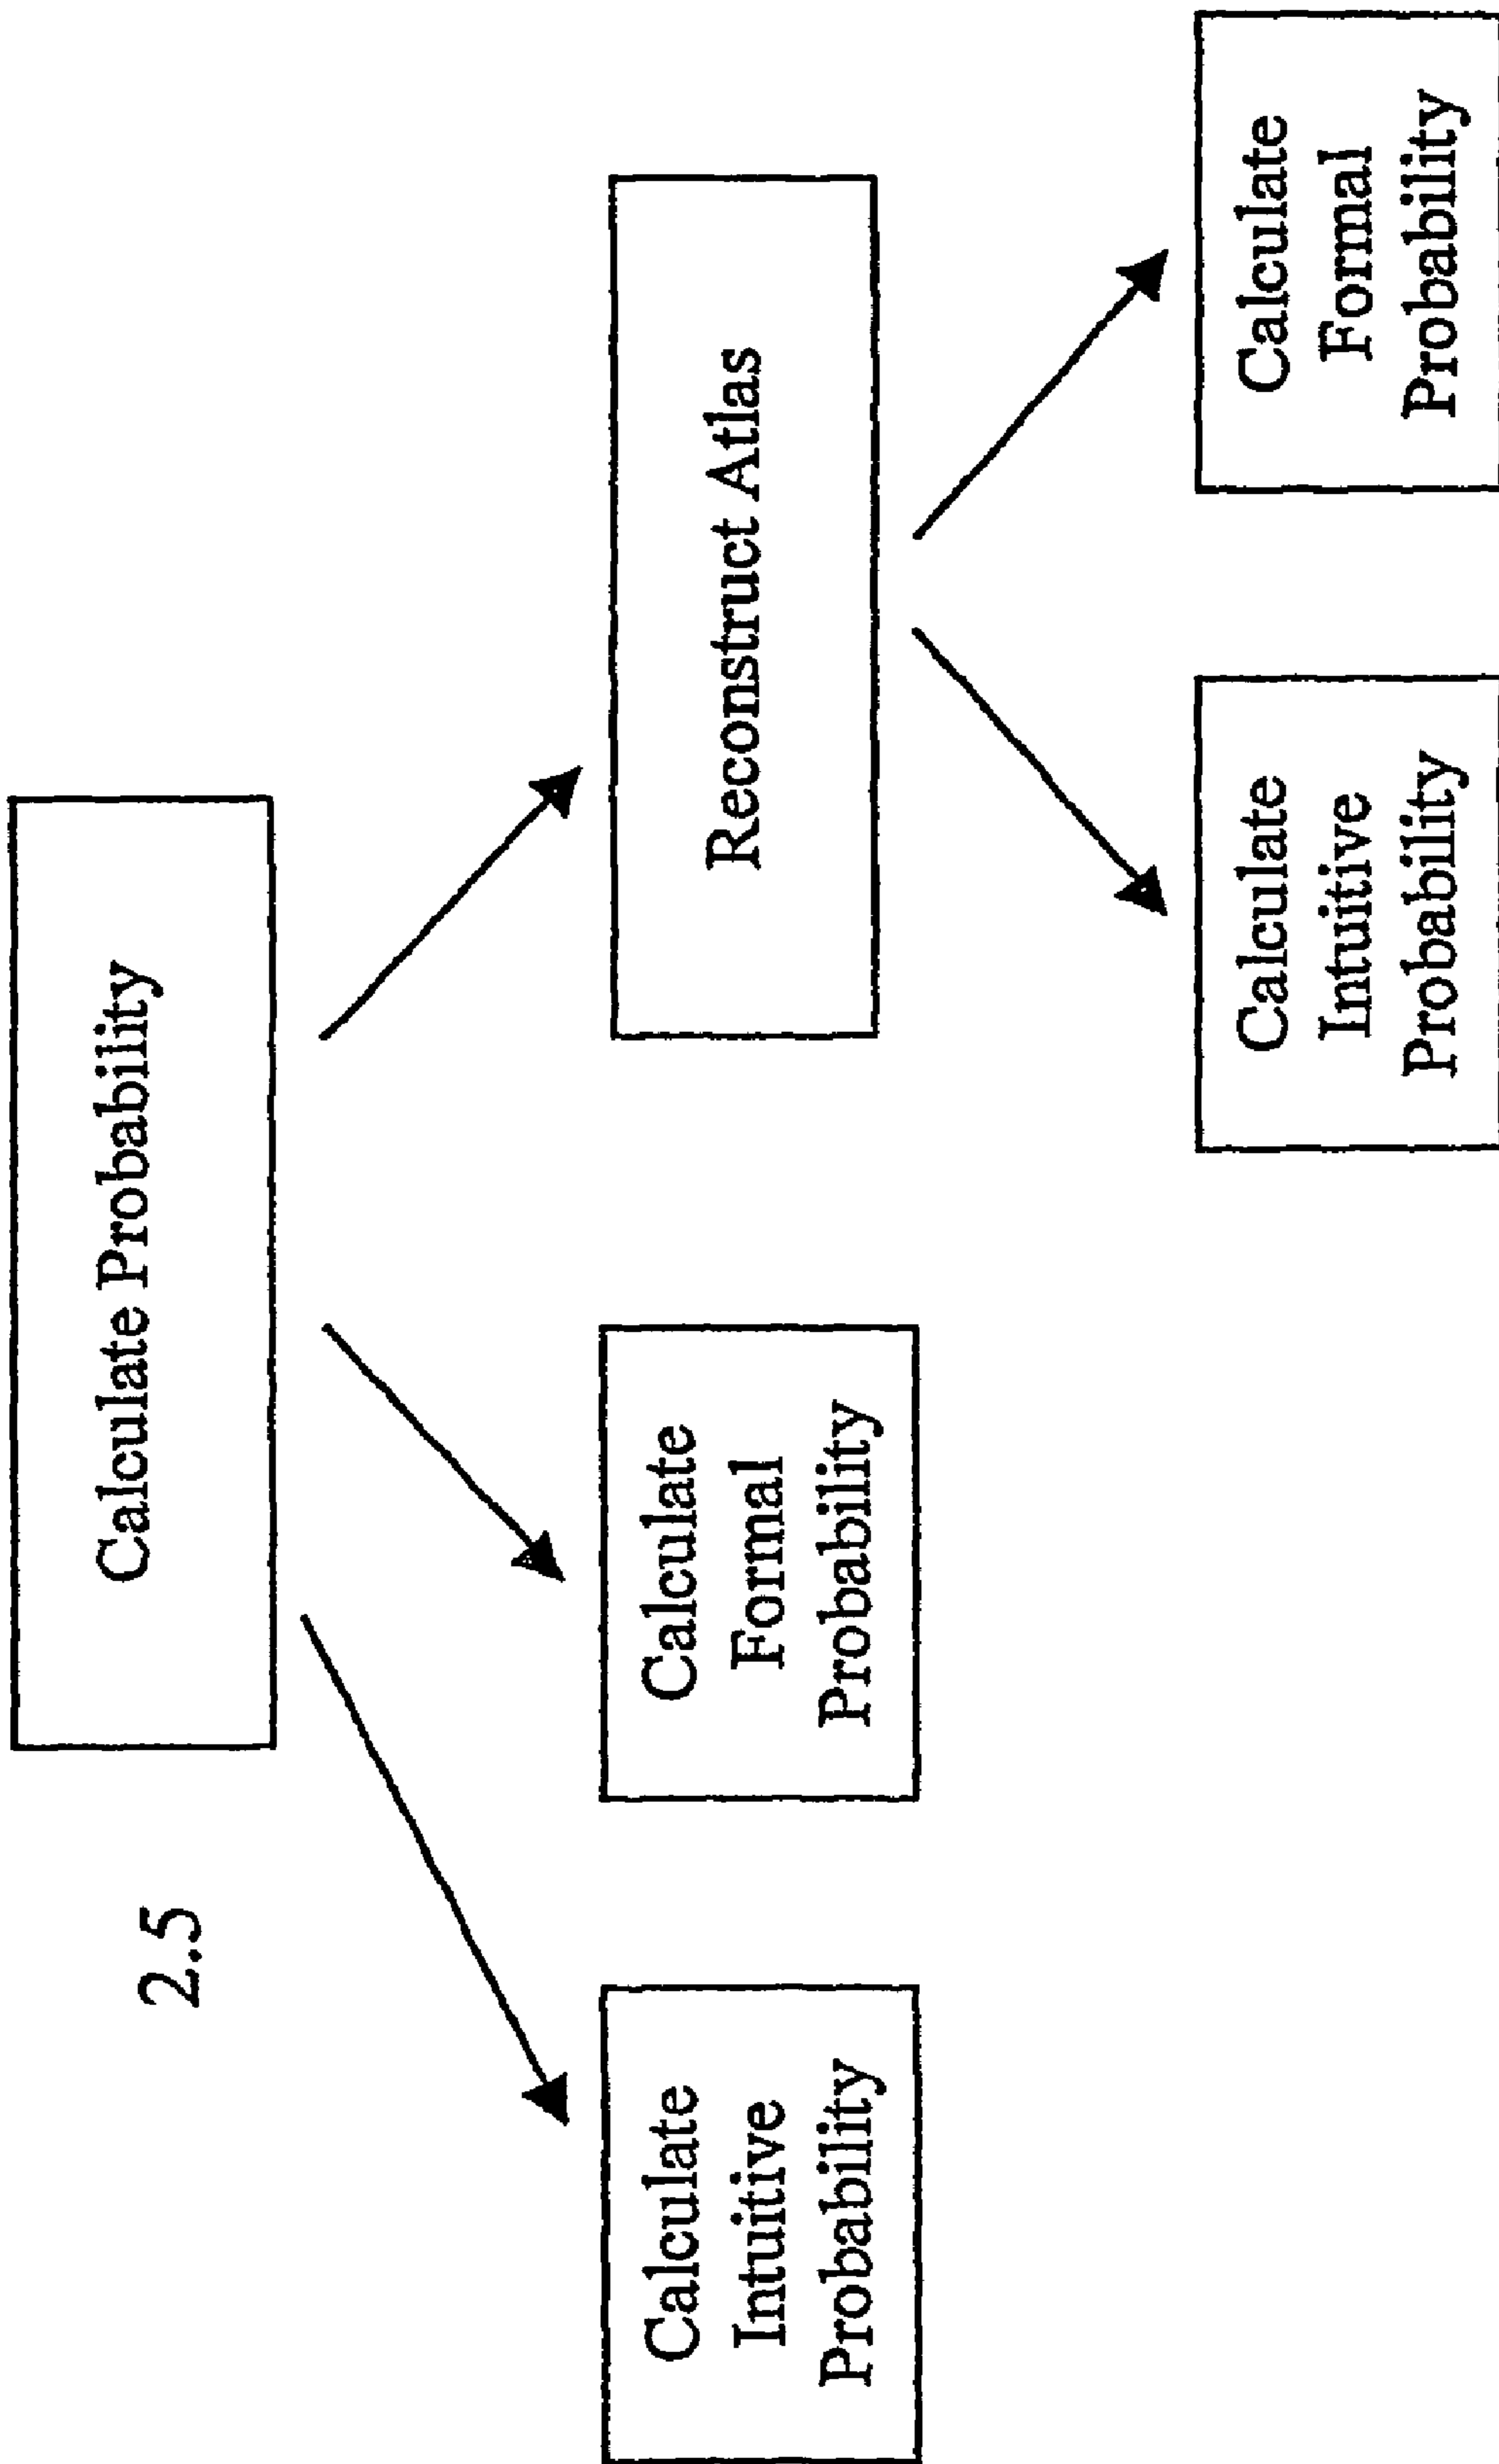 2.5
Calculate Probability
Calculate
Intuitive
Probability
Calculate
Formal
Probability
Reconstruct Atlas
Calculate
Intuitive
Probability
Calculate
Formal
Probability